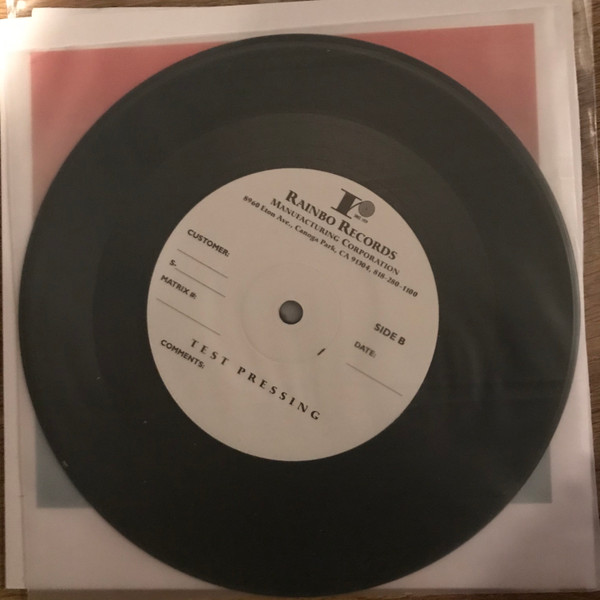 r
RAINBO RECORDS
MANUFACTURING CORPORATION
8960 Eton Ave., Canoga Park, CA 91304, 818-280-1100
CUSTOMER:
S.
MATRIX #:
COMMENTS:
SIDE B
DATE:
TEST PRESSING